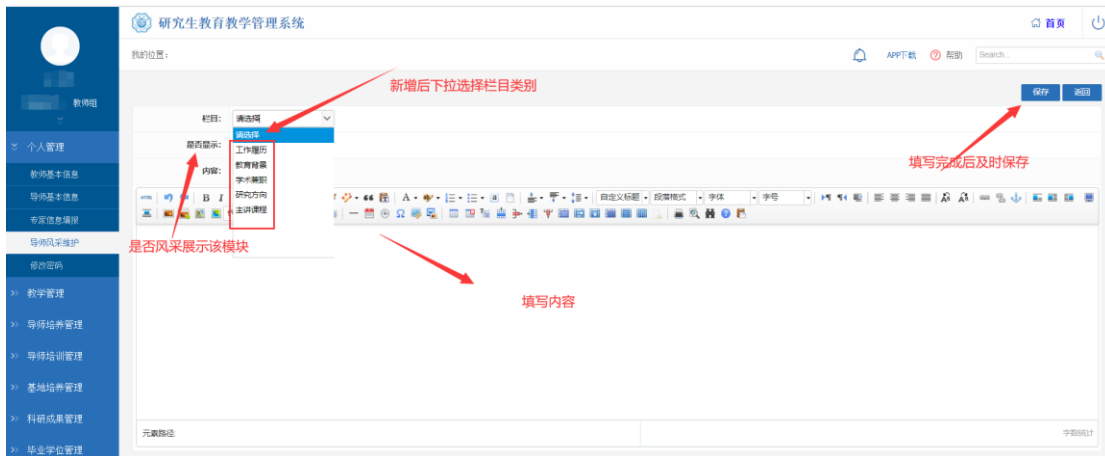 研究生教育教学管理系统
首页
我的位置：
APP下载 帮助 Search...
新增后下拉选择栏目类别
保存 返回
教师组
栏目： 请选择
请选择
是否显示：
工作履历
教育背景
内容：
学术兼职
研究方向
主讲课程
填写完成后及时保存
个人管理
教师基本信息
导师基本信息
专家信息填报
导师风采维护
修改密码
教学管理
导师培养管理
导师培训管理
基地培养管理
科研成果管理
毕业学位管理
HTML B I A 自定义标题 段落格式 字体 字号
是否风采展示该模块
填写内容
元素路径
字数统计